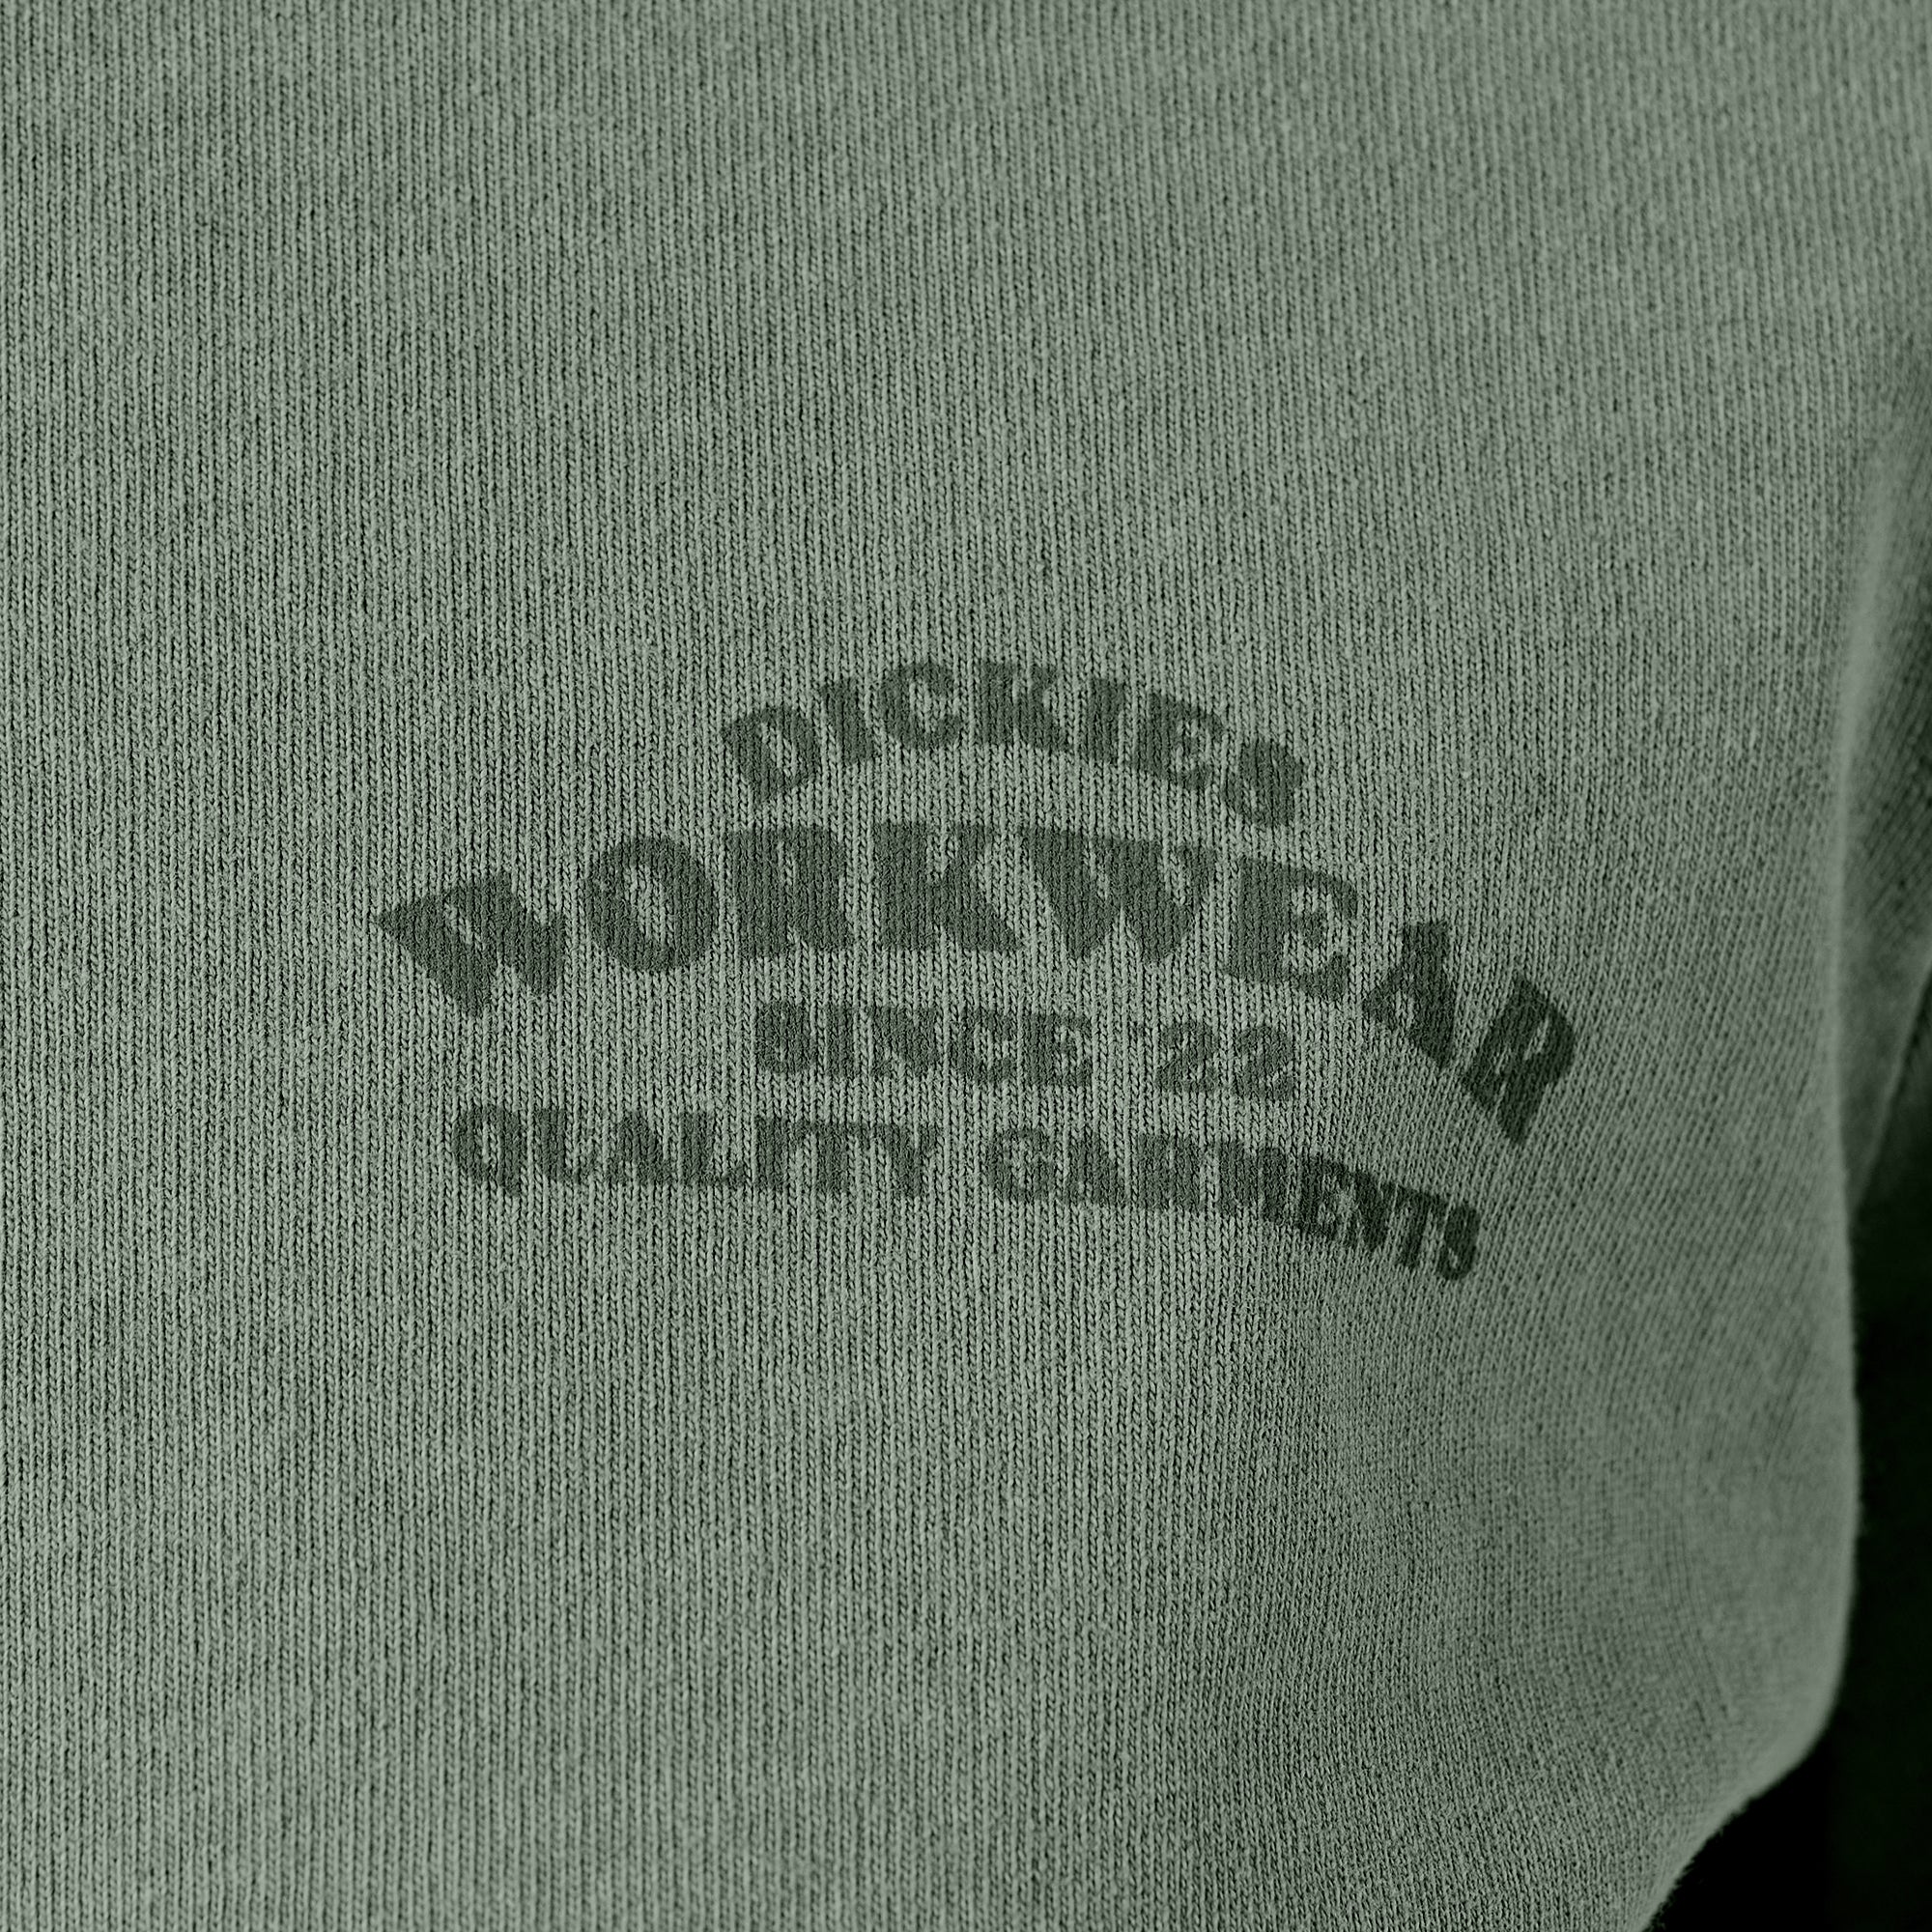 DICKIES
WORKWEAR
SINCE '22
QUALITY GARMENTS